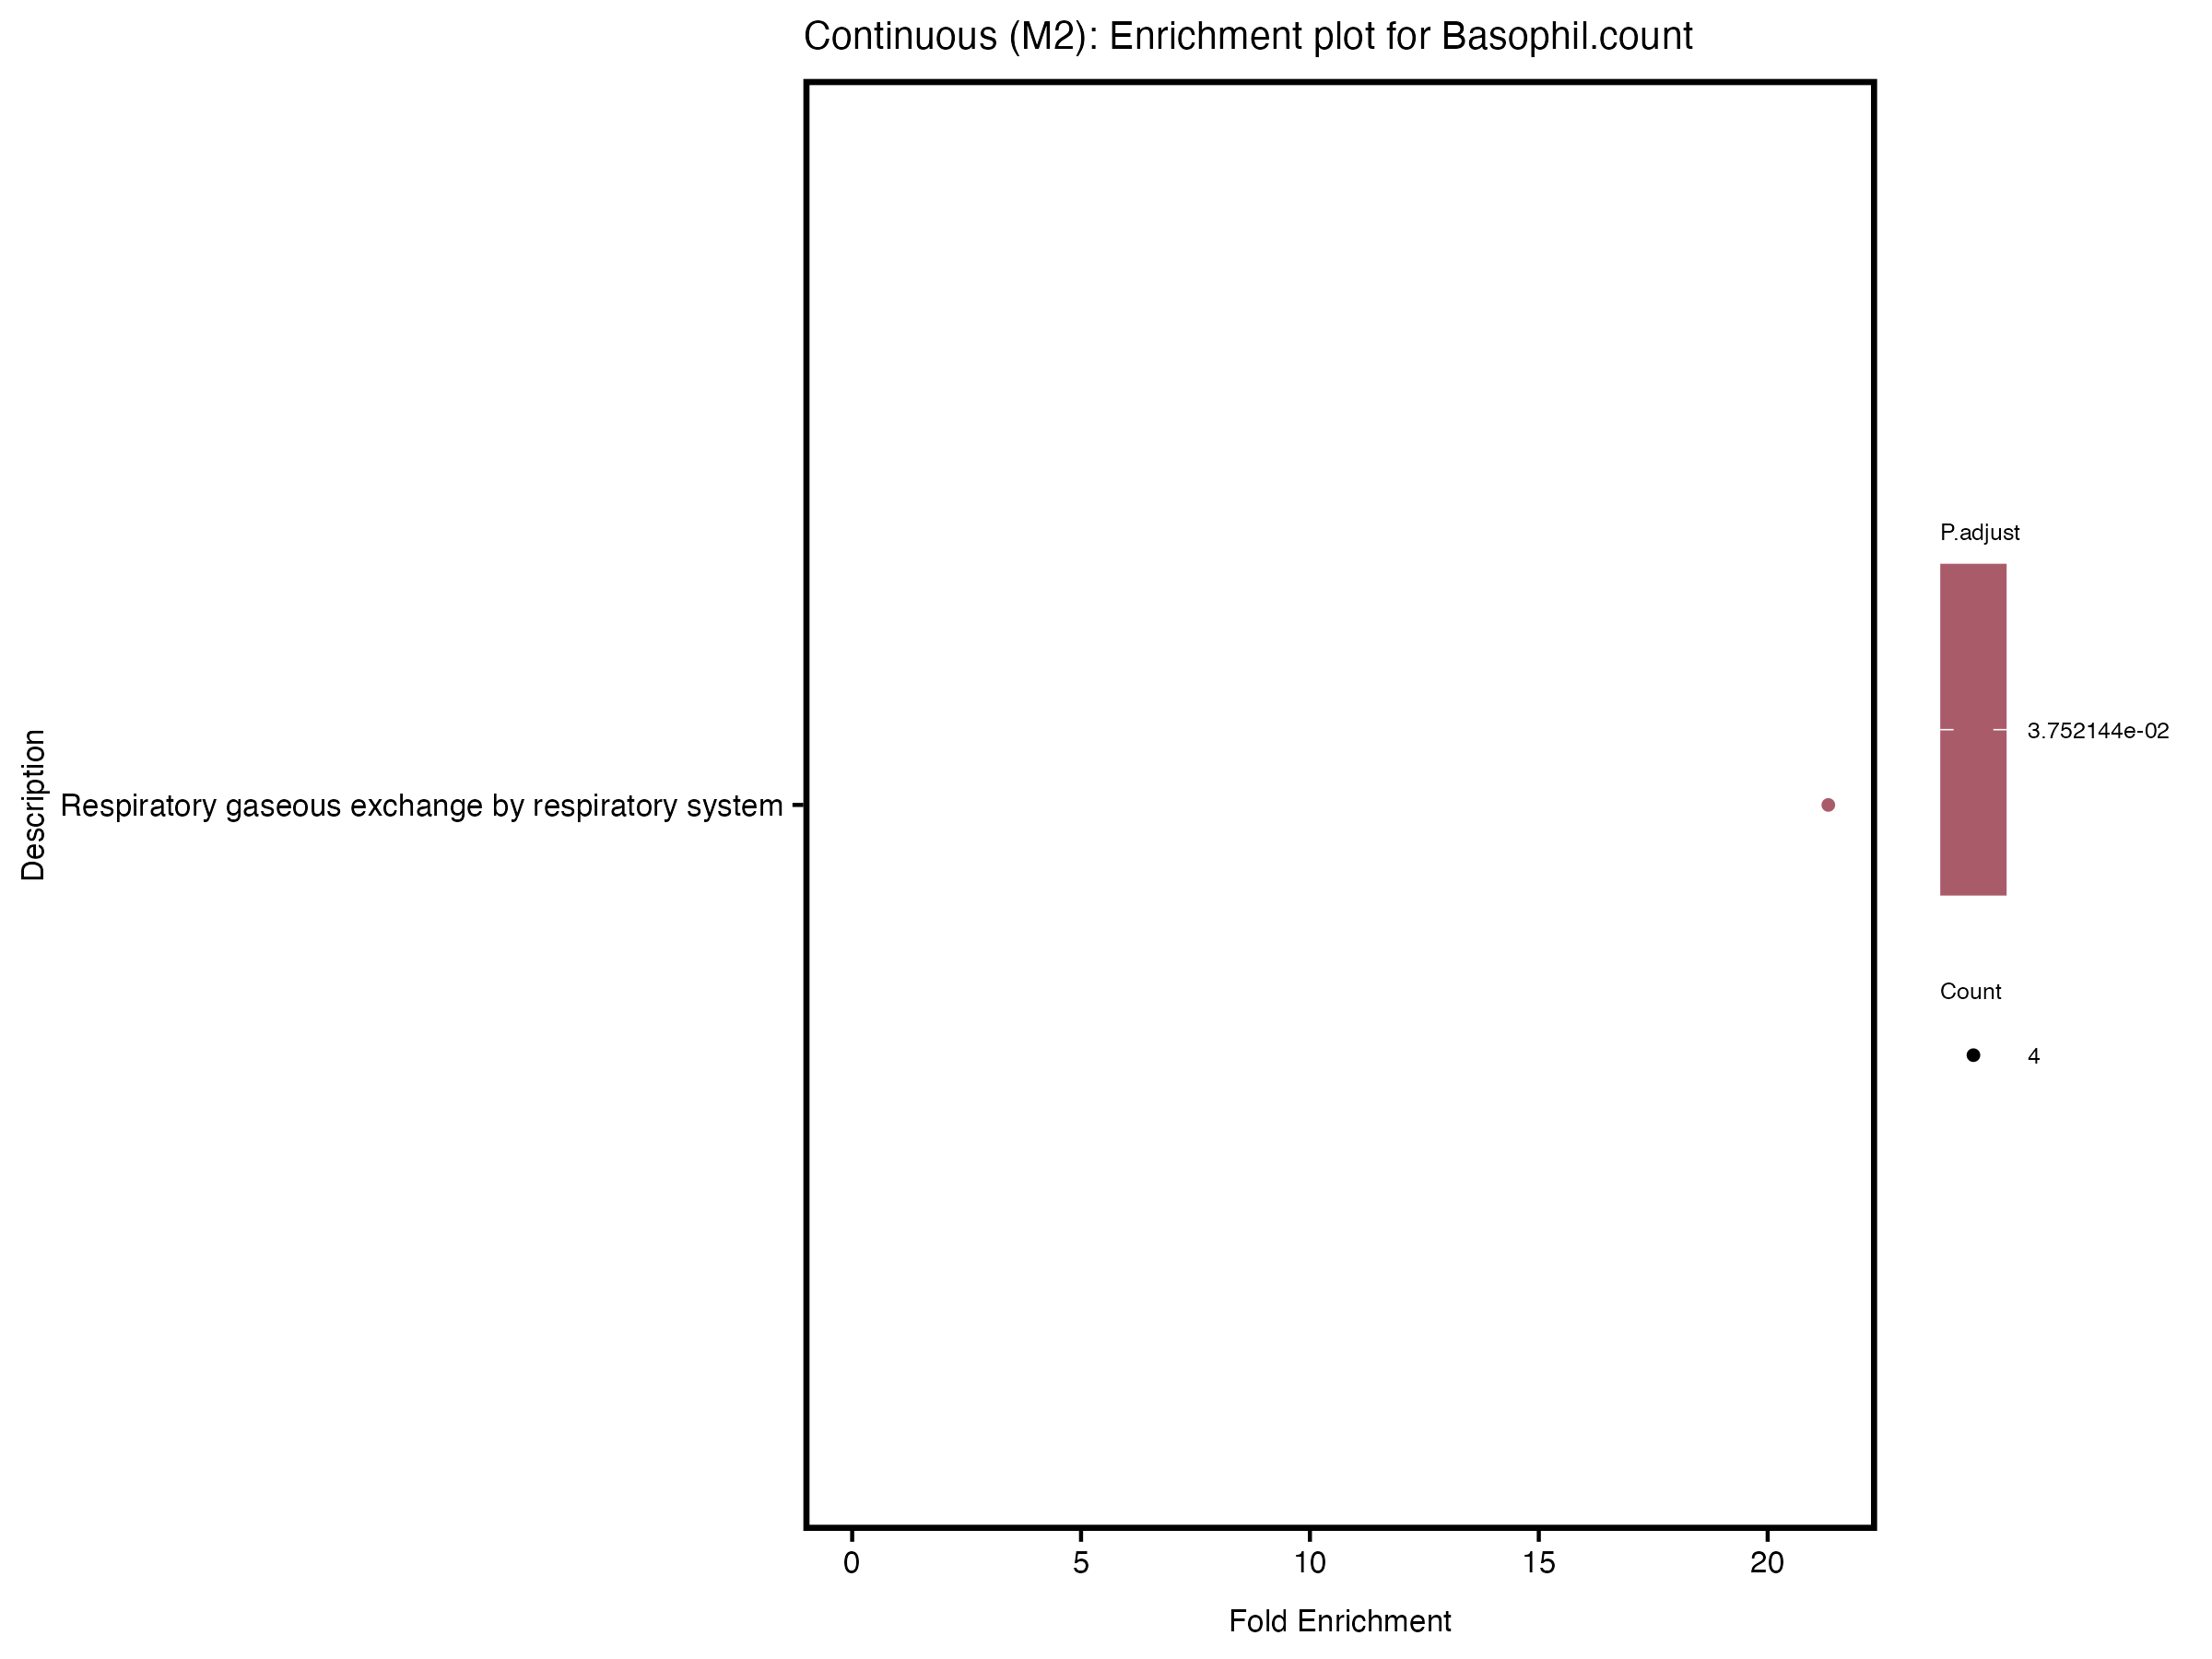 Continuous (M2): Enrichment plot for Basophil.count
Description
Respiratory gaseous exchange by respiratory system
0 5 10 15 20
Fold Enrichment
P.adjust
3.752144e-02
Count
4